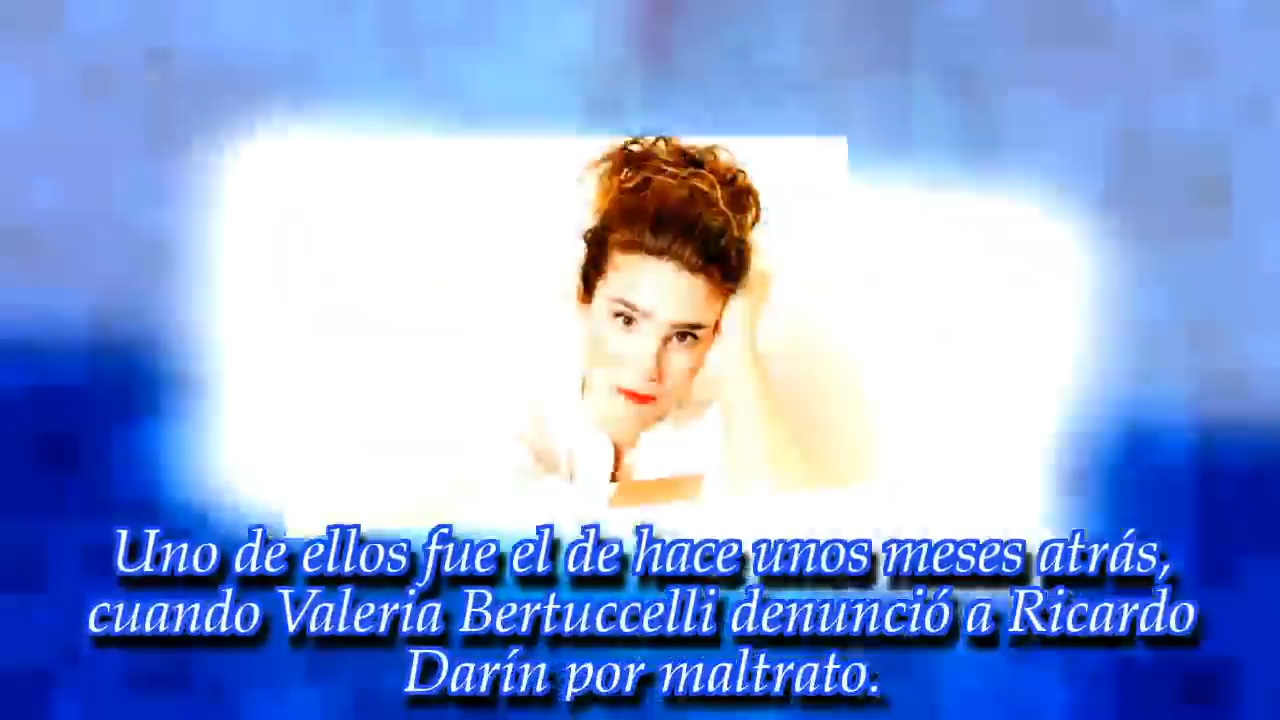 Uno de ellos fue el de hace unos meses atrás,
cuando Valeria Bertuccelli denunció a Ricardo
Darín por maltrato.